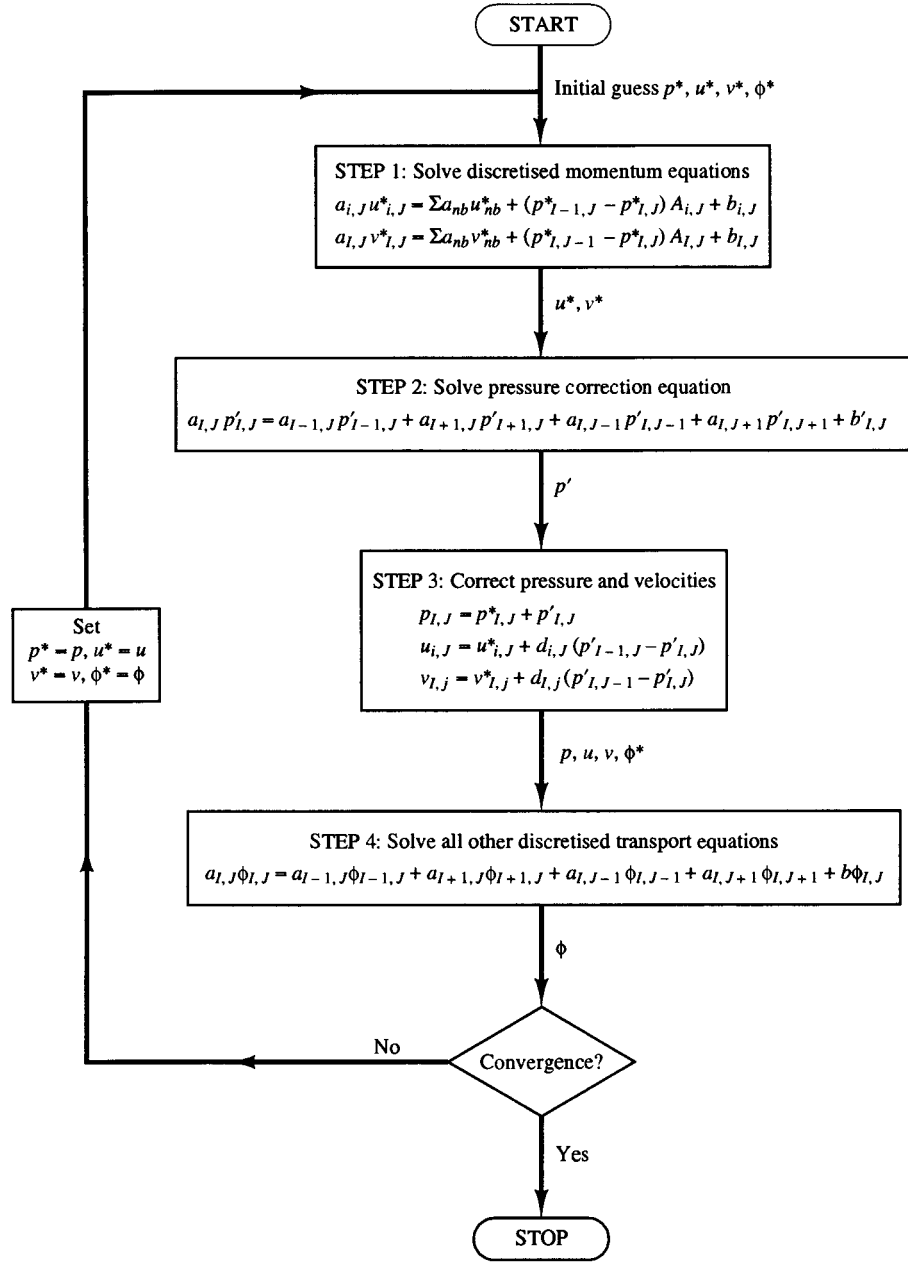 START
Initial guess p*, u*, v*, ϕ*
STEP 1: Solve discretised momentum equations
a_{i,J} u*_{i,J} = Σa_{nb} u*_{nb} + (p*_{I−1,J} − p*_{I,J}) A_{i,J} + b_{i,J}
a_{I,J} v*_{I,J} = Σa_{nb} v*_{nb} + (p*_{I,J−1} − p*_{I,J}) A_{I,J} + b_{I,J}
u*, v*
STEP 2: Solve pressure correction equation
a_{I,J} p′_{I,J} = a_{I−1,J} p′_{I−1,J} + a_{I+1,J} p′_{I+1,J} + a_{I,J−1} p′_{I,J−1} + a_{I,J+1} p′_{I,J+1} + b′_{I,J}
p′
STEP 3: Correct pressure and velocities
p_{I,J} = p*_{I,J} + p′_{I,J}
u_{i,J} = u*_{i,J} + d_{i,J} (p′_{I−1,J} − p′_{I,J})
v_{I,j} = v*_{I,j} + d_{I,j} (p′_{I,J−1} − p′_{I,J})
Set
p* = p, u* = u
v* = v, ϕ* = ϕ
p, u, v, ϕ*
STEP 4: Solve all other discretised transport equations
a_{I,J} ϕ_{I,J} = a_{I−1,J} ϕ_{I−1,J} + a_{I+1,J} ϕ_{I+1,J} + a_{I,J−1} ϕ_{I,J−1} + a_{I,J+1} ϕ_{I,J+1} + bϕ_{I,J}
ϕ
No
Convergence?
Yes
STOP